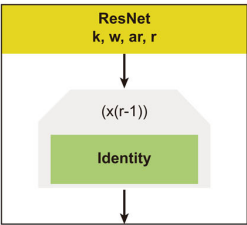 ResNet
k, w, ar, r
(x(r-1))
Identity